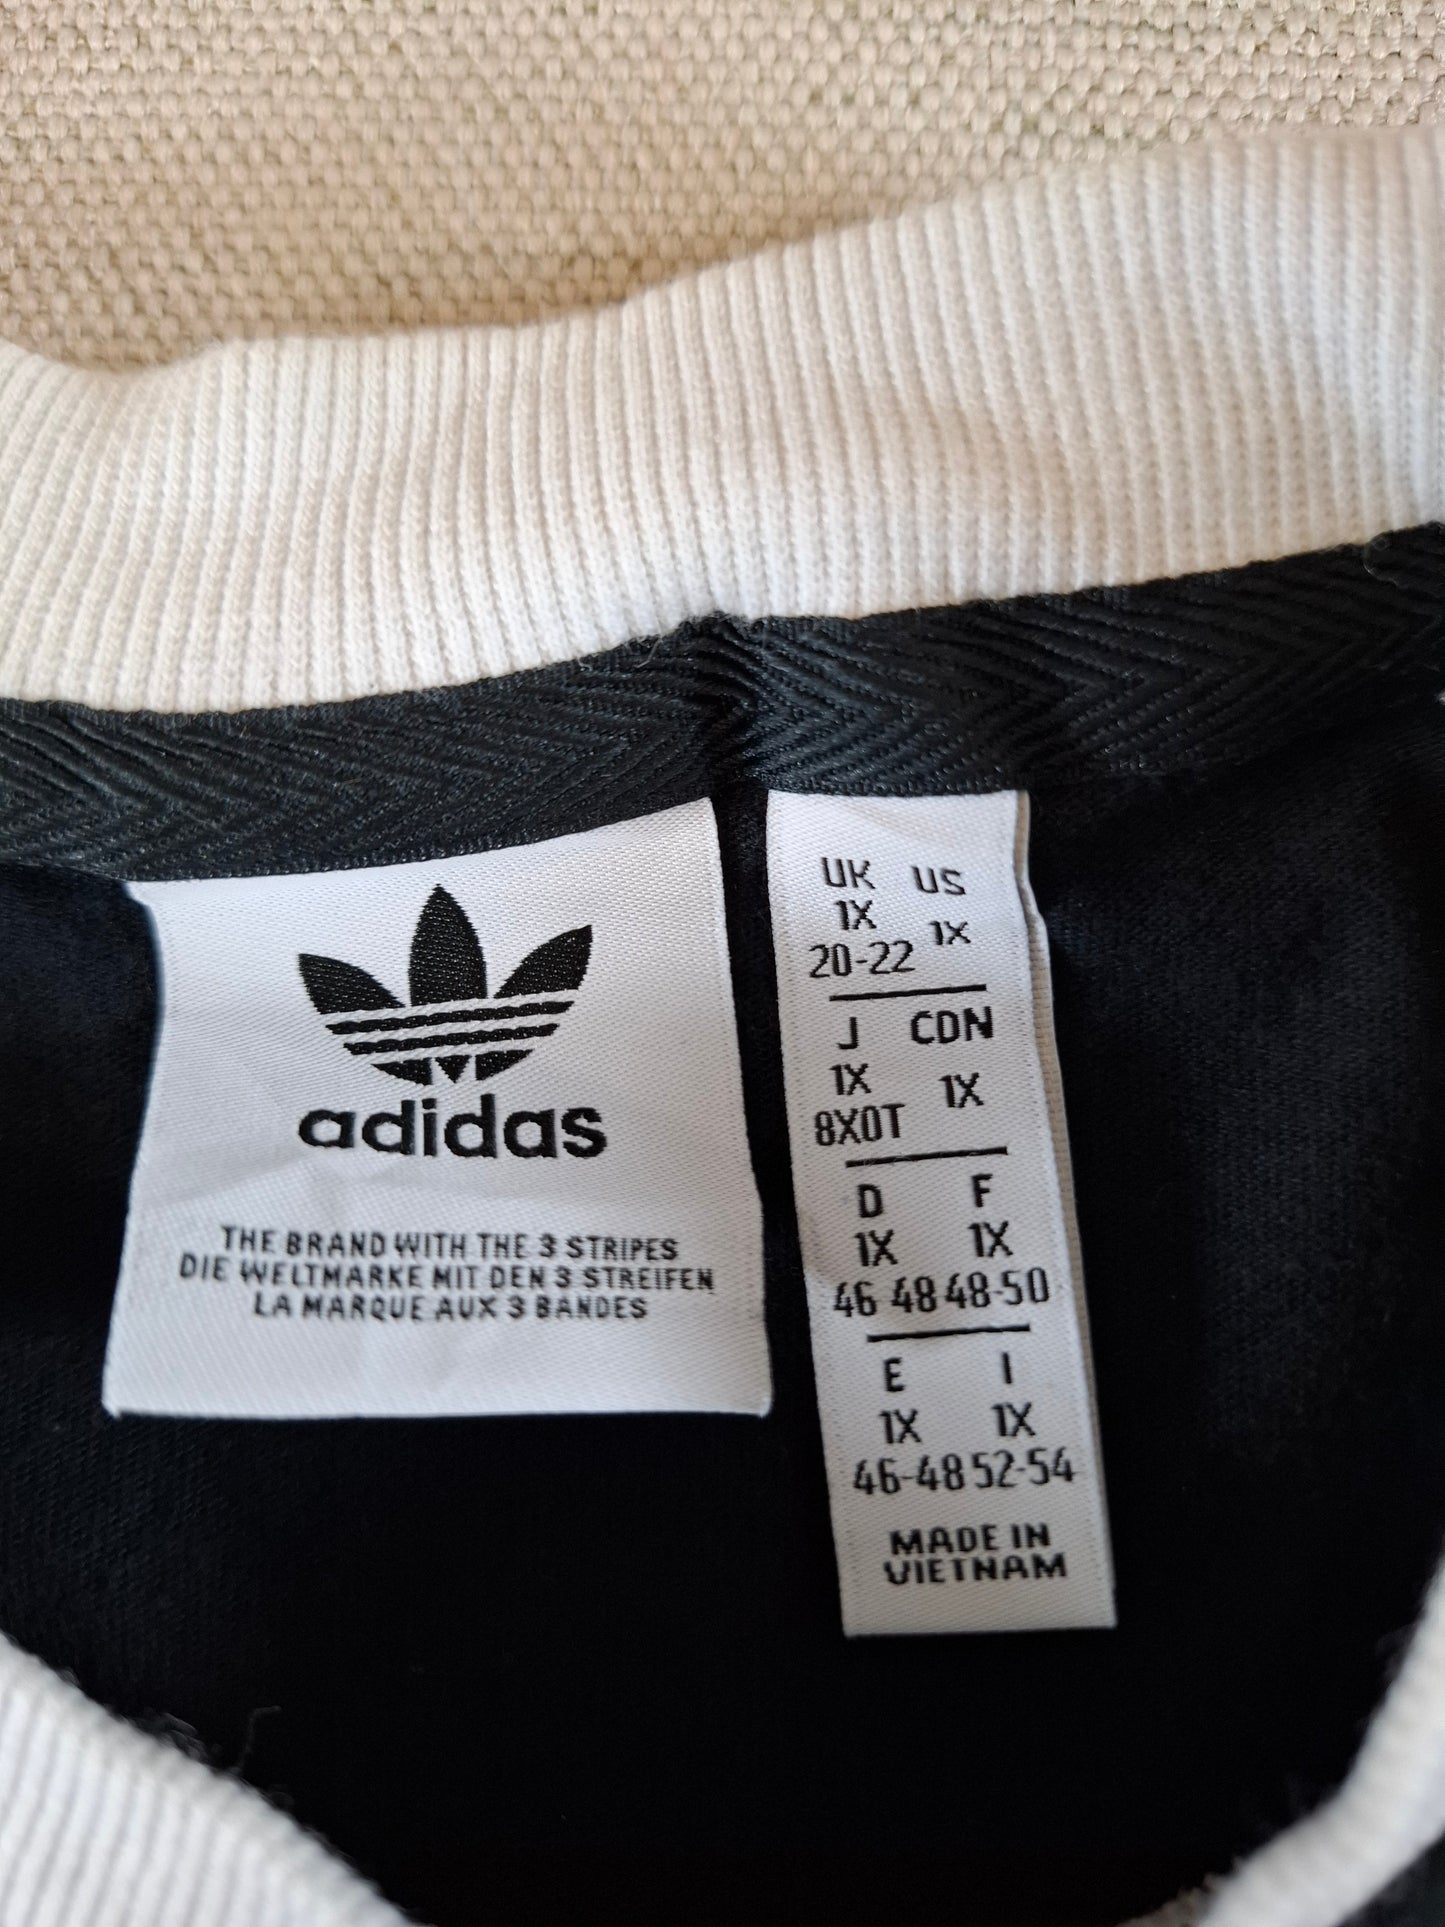 adidas
THE BRAND WITH THE 3 STRIPES
DIE WELTMARKE MIT DEN 3 STREIFEN
LA MARQUE AUX 3 BANDES
UK US
1X 1X
20-22
J CDN
1X 1X
8XOT
D F
1X 1X
46 48 48-50
E I
1X 1X
46-48 52-54
MADE IN
VIETNAM